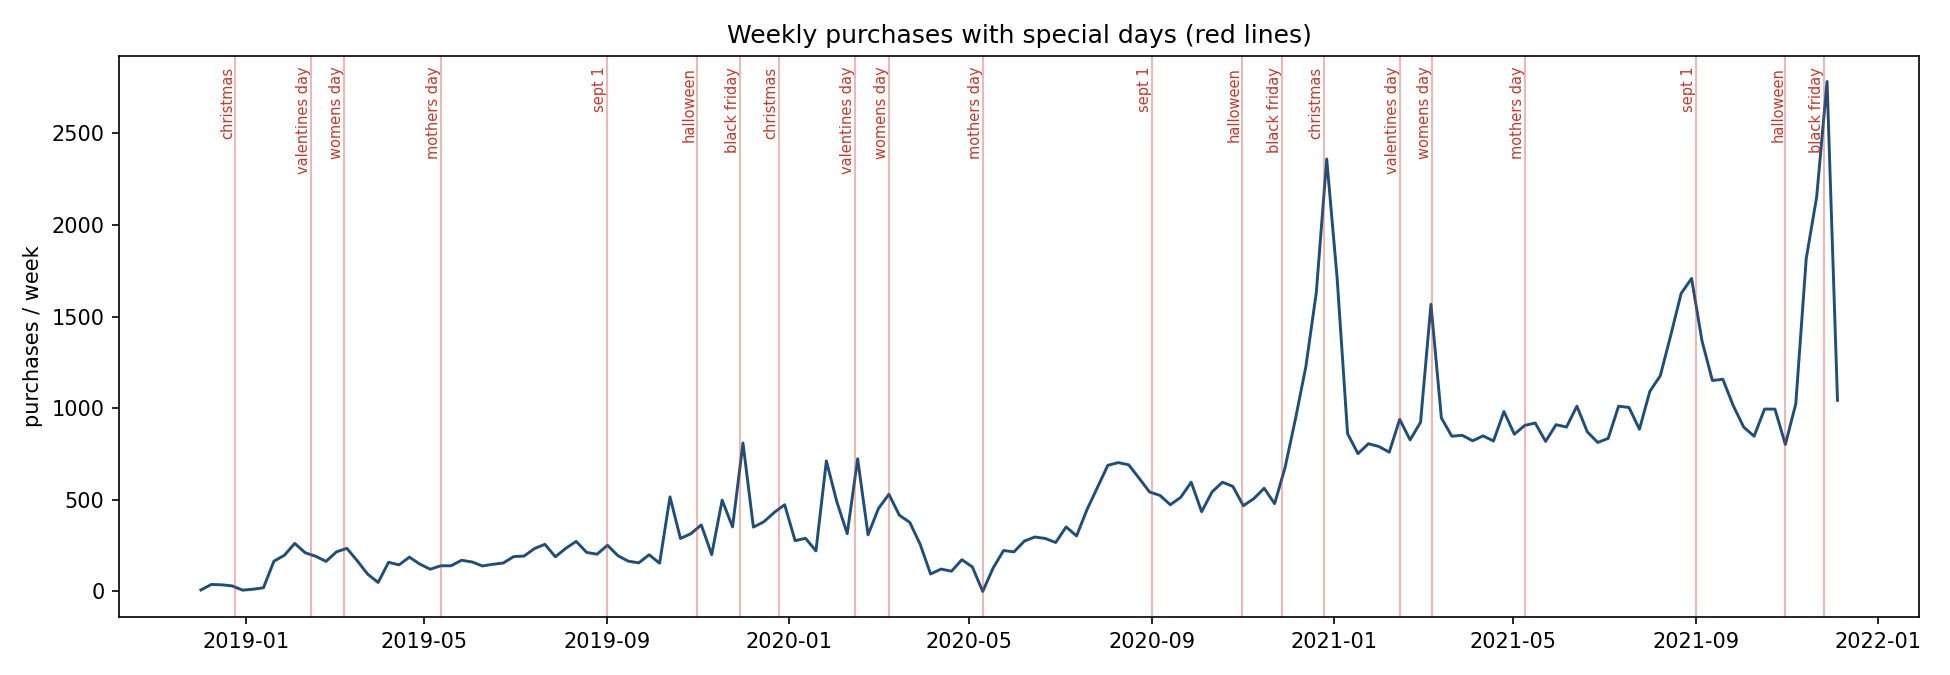 Weekly purchases with special days (red lines)
christmas
valentines day
womens day
mothers day
sept 1
halloween
black friday
christmas
valentines day
womens day
mothers day
sept 1
halloween
black friday
christmas
valentines day
womens day
mothers day
sept 1
halloween
black friday
purchases / week
2500
2000
1500
1000
500
0
2019-01
2019-05
2019-09
2020-01
2020-05
2020-09
2021-01
2021-05
2021-09
2022-01